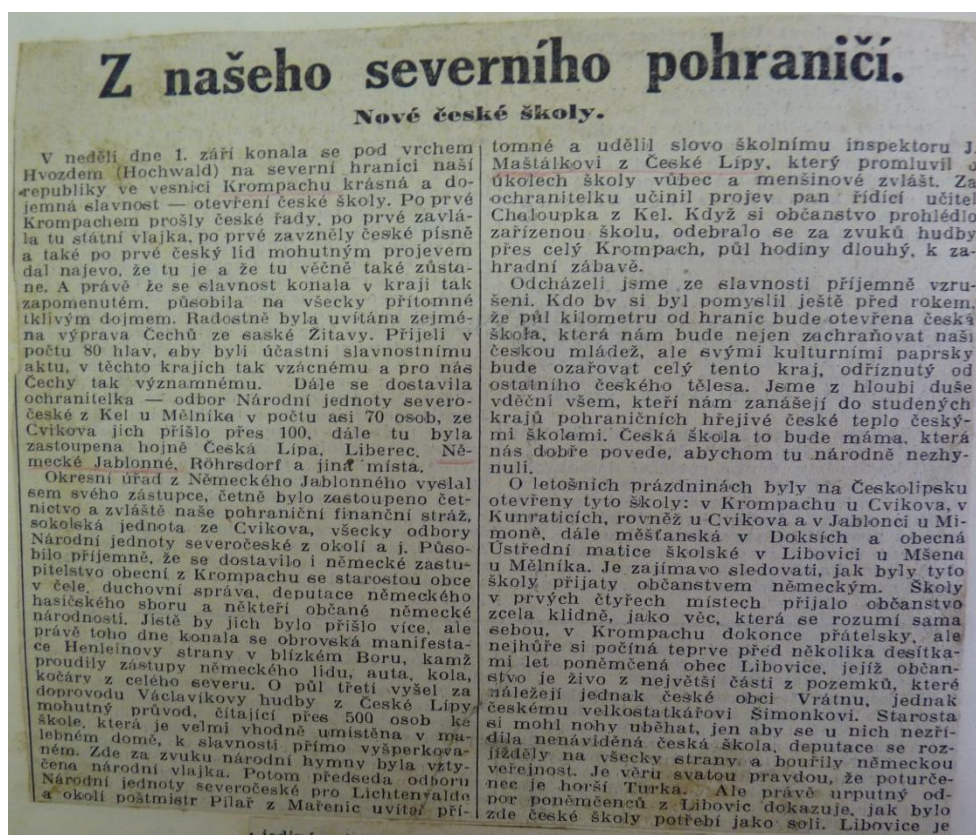 Z našeho severního pohraničí.
Nové české školy.
V neděli dne 1. září konala se pod vrchem
Hvozdem (Hochwald) na severní hranici naší
republiky ve vesnici Krompachu krásná a do-
jemná slavnost — otevření české školy. Po prvé
Krompachem prošly české řady, po prvé zavlá-
la tu státní vlajka, po prvé zavzněly české písně
a také po prvé český lid mohutným projevem
dal najevo, že tu je a že tu věčně také zůsta-
ne. A právě že se slavnost konala v kraji tak
zapomenutém, působila na všecky přítomné
tklivým dojmem. Radostně byla uvítána zejmé-
na výprava Čechů ze saské Žitavy. Přijeli v
počtu 80 hlav, aby byli účastni slavnostnímu
aktu, v těchto krajích tak vzácnému a pro nás
Čechy tak významnému. Dále se dostavila
ochranitelka — odbor Národní jednoty severo-
české z Kel u Mělníka v počtu asi 70 osob, ze
Cvikova jich přišlo přes 100, dále tu byla
zastoupena hojně Česká Lípa, Liberec, Ně-
mecké Jablonné, Röhrsdorf a jiná místa.
Okresní úřad z Německého Jablonného vyslal
sem svého zástupce, četně bylo zastoupeno čet-
nictvo a zvláště naše pohraniční finanční stráž,
sokolská jednota ze Cvikova, všecky odbory
Národní jednoty severočeské z okolí a j. Půso-
bilo příjemně, že se dostavilo i německé zastu-
pitelstvo obecní z Krompachu se starostou obce
v čele, duchovní správa, deputace německého
hasičského sboru a někteří občané německé
národnosti. Jistě by jich bylo přišlo více, ale
právě toho dne konala se obrovská manifesta-
ce Henleinovy strany v blízkém Boru, kamž
proudily zástupy německého lidu, auta, kola,
kočáry z celého severu. O půl třetí vyšel za
doprovodu Václavíkovy hudby z České Lípy
mohutný průvod, čítající přes 500 osob ke
škole, která je velmi vhodně umístěna v ma-
lebném domě, k slavnosti přímo vyšperkova-
ném. Zde za zvuku národní hymny byla vzty-
čena národní vlajka. Potom předseda odboru
Národní jednoty severočeské pro Lichtenvalde
a okolí poštmistr Pilař z Mařenic uvítal pří-
tomné a udělil slovo školnímu inspektoru J.
Maštálkovi z České Lípy, který promluvil o
úkolech školy vůbec a menšinové zvlášt. Za
ochranitelku učinil projev pan řídící učitel
Chaloupka z Kel. Když si občanstvo prohlédlo
zařízenou školu, odebralo se za zvuků hudby
přes celý Krompach, půl hodiny dlouhý, k za-
hradní zábavě.
Odcházeli jsme ze slavnosti příjemně vzru-
šeni. Kdo by si byl pomyslil ještě před rokem,
že půl kilometru od hranic bude otevřena česká
škola, která nám bude nejen zachraňovat naši
českou mládež, ale svými kulturními paprsky
bude ozařovat celý tento kraj, odříznutý od
ostatního českého tělesa. Jsme z hloubi duše
vděčni všem, kteří nám zanášejí do studených
krajů pohraničních hřejivé české teplo český-
mi školami. Česká škola to bude máma, která
nás dobře povede, abychom tu národně nezhy-
nuli.
O letošních prázdninách byly na Českolipsku
otevřeny tyto školy: v Krompachu u Cvikova, v
Kunraticích, rovněž u Cvikova a v Jablonci u Mi-
moně, dále měšťanská v Doksích a obecná
Ústřední matice školské v Libovici u Mšena
u Mělníka. Je zajímavo sledovati, jak byly tyto
školy přijaty občanstvem německým. Školy
v prvých čtyřech místech přijalo občanstvo
zcela klidně, jako věc, která se rozumí sama
sebou, v Krompachu dokonce přátelsky, ale
nejhůře si počíná teprve před několika desítka-
mi let poněmčená obec Libovice, jejíž občan-
stvo je živo z největší části z pozemků, které
náležejí jednak české obci Vrátnu, jednak
českému velkostatkářovi Šimonkovi. Starosta
si mohl nohy uběhat, jen aby se u nich nezří-
dila nenáviděná česká škola, deputace se roz-
jížděly na všecky strany a bouřily německou
veřejnost. Je věru svatou pravdou, že poturče-
nec je horší Turka. Ale právě urputný od-
por poněmčenců z Libovic dokazuje, jak bylo
zde české školy potřebí jako soli. Libovice je